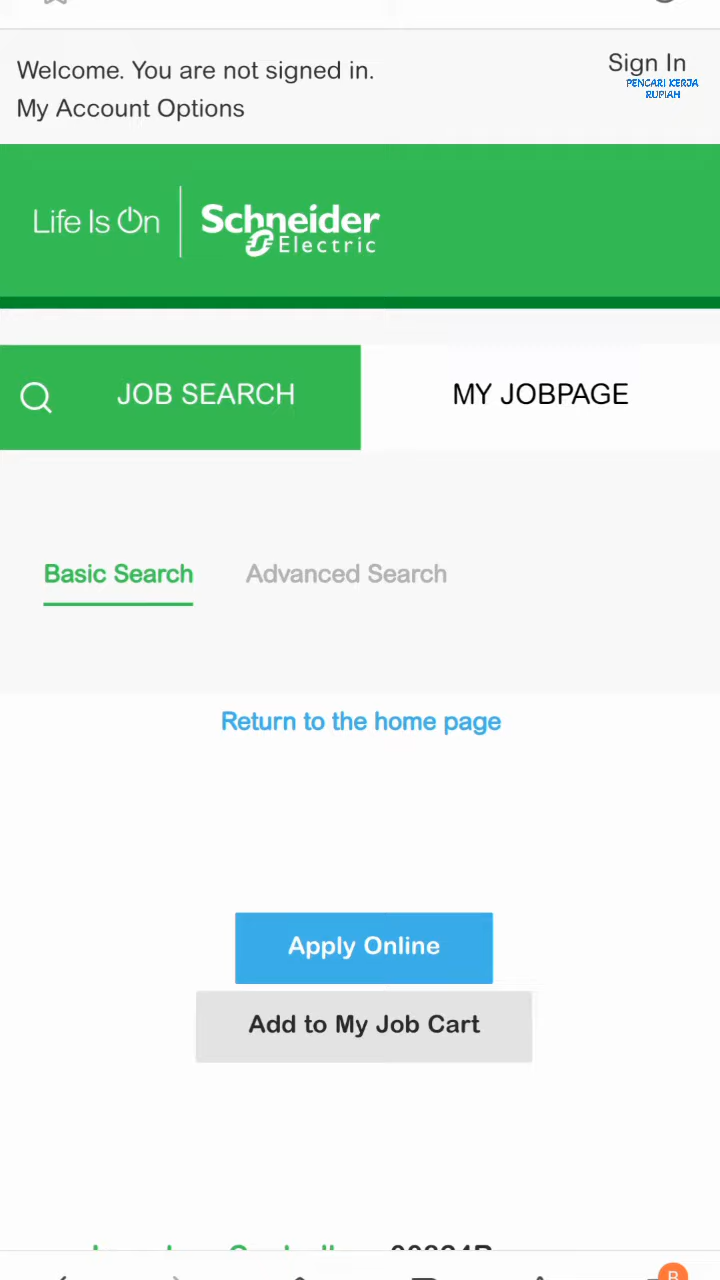 Welcome. You are not signed in.
Sign In
PENCARI KERJA
RUPIAH
My Account Options
Life Is On
Schneider
Electric
JOB SEARCH
MY JOBPAGE
Basic Search
Advanced Search
Return to the home page
Apply Online
Add to My Job Cart